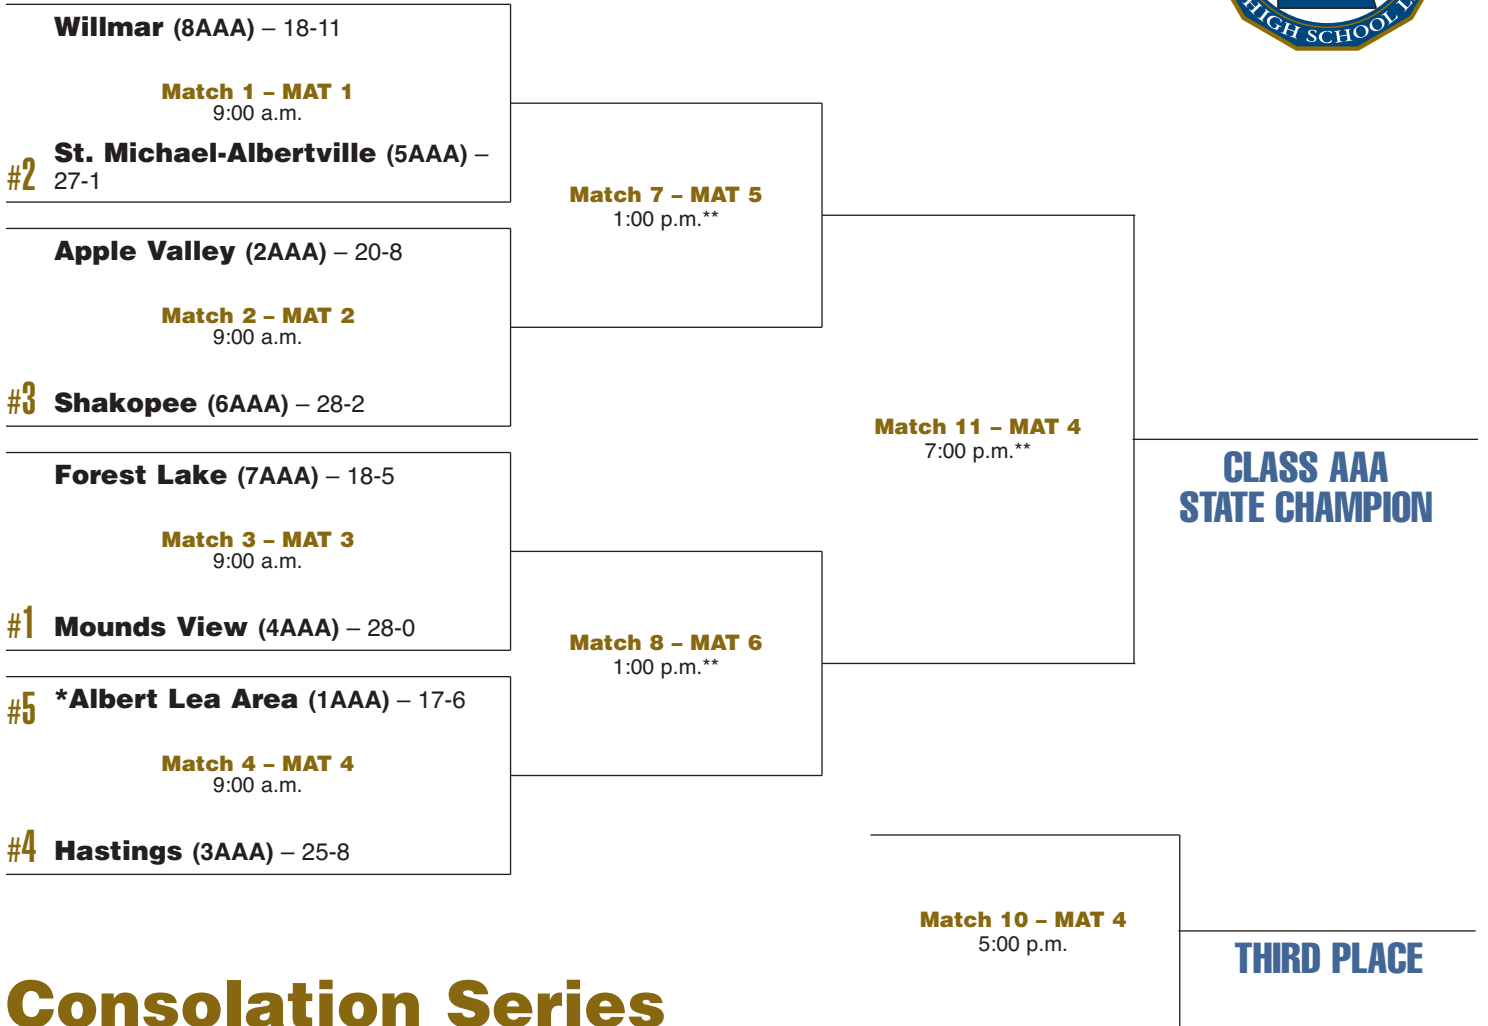 HIGH SCHOOL L
Willmar (8AAA) – 18-11
Match 1 – MAT 1
9:00 a.m.
#2 St. Michael-Albertville (5AAA) –
27-1
Match 7 – MAT 5
1:00 p.m.**
Apple Valley (2AAA) – 20-8
Match 2 – MAT 2
9:00 a.m.
#3 Shakopee (6AAA) – 28-2
Match 11 – MAT 4
7:00 p.m.**
CLASS AAA
STATE CHAMPION
Forest Lake (7AAA) – 18-5
Match 3 – MAT 3
9:00 a.m.
#1 Mounds View (4AAA) – 28-0
Match 8 – MAT 6
1:00 p.m.**
#5 *Albert Lea Area (1AAA) – 17-6
Match 4 – MAT 4
9:00 a.m.
#4 Hastings (3AAA) – 25-8
Match 10 – MAT 4
5:00 p.m.
THIRD PLACE
Consolation Series